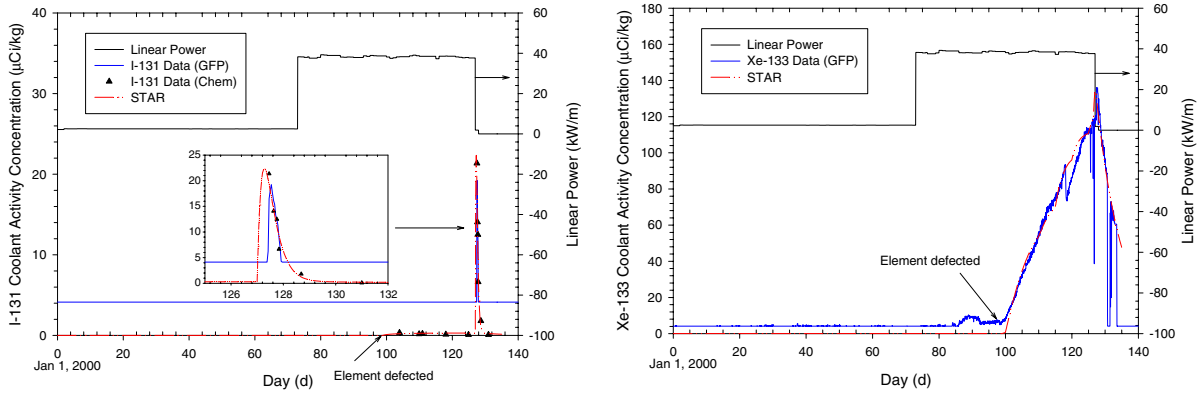 I-131 Coolant Activity Concentration (μCi/kg)
40
35
30
25
20
15
10
5
0
Linear Power
I-131 Data (GFP)
I-131 Data (Chem)
STAR
25
20
15
10
5
0
126 128 130 132
60
40
20
0
-20
-40
-60
-80
-100
Linear Power (kW/m)
Element defected
0 20 40 60 80 100 120 140
Jan 1, 2000
Day (d)
Xe-133 Coolant Activity Concentration (μCi/kg)
180
160
140
120
100
80
60
40
20
0
Linear Power
Xe-133 Data (GFP)
STAR
Element defected
60
40
20
0
-20
-40
-60
-80
-100
Linear Power (kW/m)
0 20 40 60 80 100 120 140
Jan 1, 2000
Day (d)